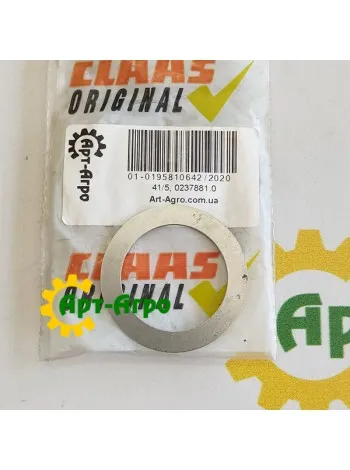 CLAAS
ORIGINAL
Арт-Агро
01-0195810642/2020
41/5, 0237881.0
Art-Agro.com.ua
CLAAS
ORIGINAL
Арт-Агро
Арт